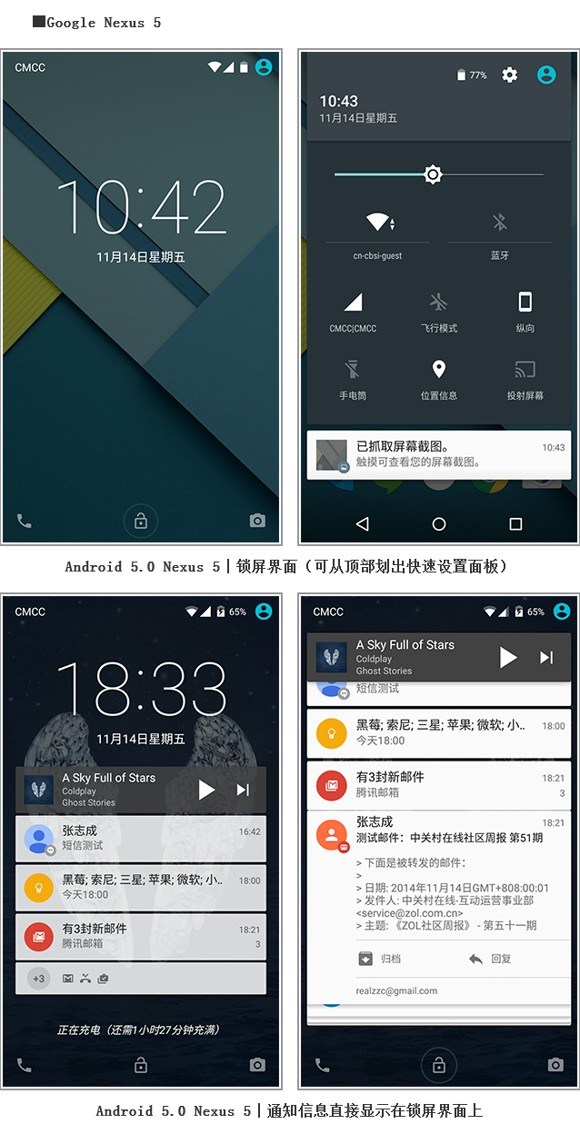 ■Google Nexus 5
CMCC
10:42
11月14日星期五
77%
10:43
11月14日星期五
cn-cbsi-guest
蓝牙
CMCC|CMCC
飞行模式
纵向
手电筒
位置信息
投射屏幕
已抓取屏幕截图。
10:43
触摸可查看您的屏幕截图。
Android 5.0 Nexus 5丨锁屏界面（可从顶部划出快速设置面板）
CMCC
65%
18:33
11月14日星期五
A Sky Full of Stars
Coldplay
Ghost Stories
张志成
16:42
短信测试
黑莓; 索尼; 三星; 苹果; 微软; 小..
18:00
今天18:00
有3封新邮件
18:21
腾讯邮箱
3
+3
正在充电（还需1小时27分钟充满）
CMCC
65%
A Sky Full of Stars
Coldplay
Ghost Stories
短信测试
黑莓; 索尼; 三星; 苹果; 微软; 小..
18:00
今天18:00
有3封新邮件
18:21
腾讯邮箱
3
张志成
18:21
测试邮件：中关村在线社区周报 第51期
> 下面是被转发的邮件：
>
> 日期: 2014年11月14日GMT+808:00:01
> 发件人: 中关村在线-互动运营事业部
<service@zol.com.cn>
> 主题: 《ZOL社区周报》 - 第五十一期
归档
回复
realzzc@gmail.com
Android 5.0 Nexus 5丨通知信息直接显示在锁屏界面上